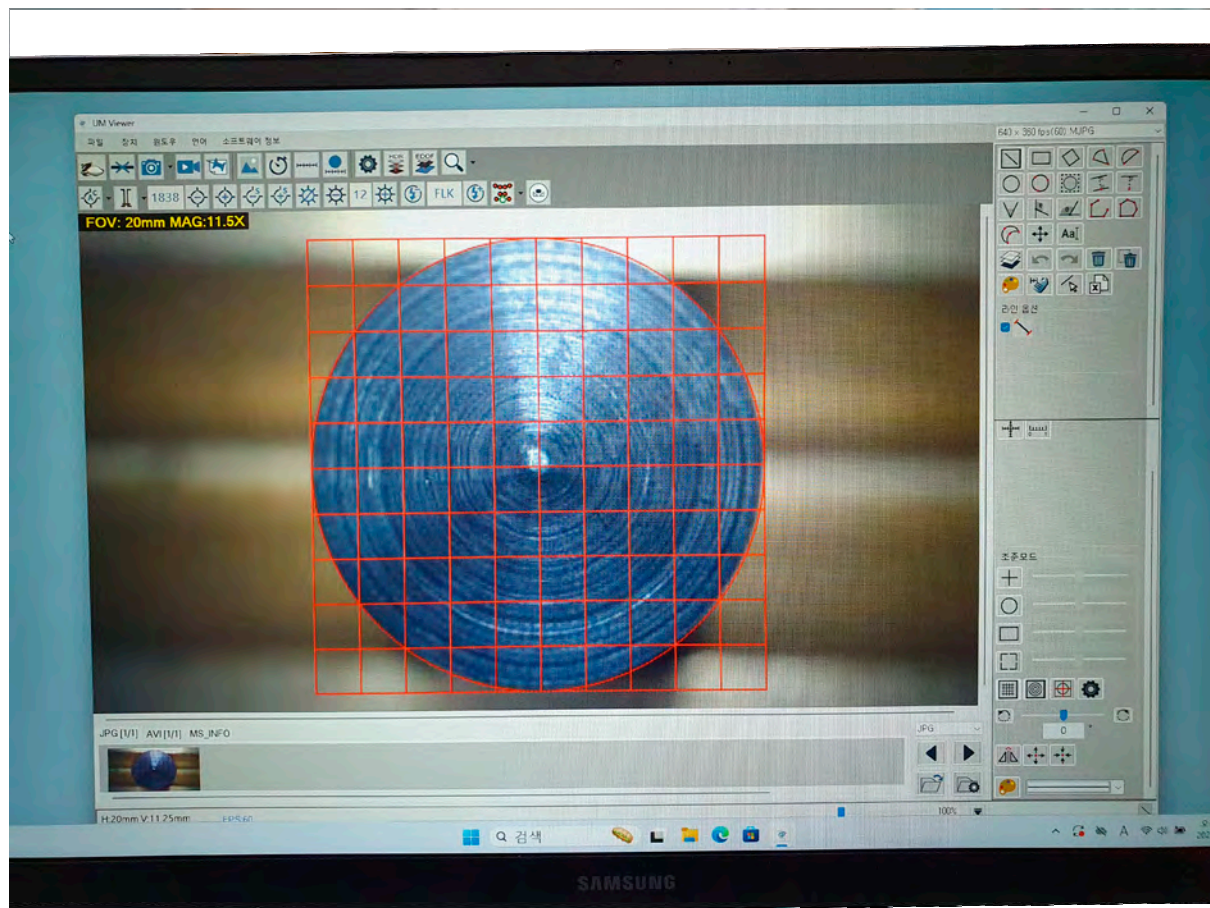 UM Viewer
파일 장치 윈도우 언어 소프트웨어 정보
640 x 360 fps(60) MJPG
HDR EDOF
1838 12 FLK
FOV: 20mm MAG:11.5X
Aa
라인 옵션
조준모드
0 °
JPG[1/1] AVI[1/1] MS_INFO
JPG
H:20mm V:11.25mm FPS:60
100%
검색
A
SAMSUNG